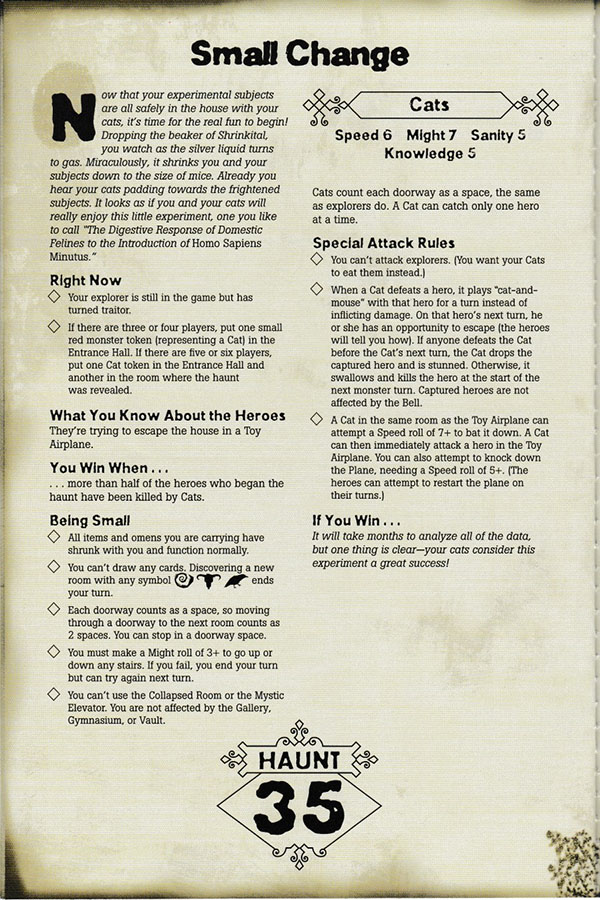 Small Change
Now that your experimental subjects
are all safely in the house with your
cats, it's time for the real fun to begin!
Dropping the beaker of Shrinkital,
you watch as the silver liquid turns
to gas. Miraculously, it shrinks you and your
subjects down to the size of mice. Already you
hear your cats padding towards the frightened
subjects. It looks as if you and your cats will
really enjoy this little experiment, one you like
to call "The Digestive Response of Domestic
Felines to the Introduction of Homo Sapiens
Minutus."
Right Now
Your explorer is still in the game but has
turned traitor.
If there are three or four players, put one small
red monster token (representing a Cat) in the
Entrance Hall. If there are five or six players,
put one Cat token in the Entrance Hall and
another in the room where the haunt
was revealed.
What You Know About the Heroes
They're trying to escape the house in a Toy
Airplane.
You Win When . . .
. . . more than half of the heroes who began the
haunt have been killed by Cats.
Being Small
All items and omens you are carrying have
shrunk with you and function normally.
You can't draw any cards. Discovering a new
room with any symbol ends
your turn.
Each doorway counts as a space, so moving
through a doorway to the next room counts as
2 spaces. You can stop in a doorway space.
You must make a Might roll of 3+ to go up or
down any stairs. If you fail, you end your turn
but can try again next turn.
You can't use the Collapsed Room or the Mystic
Elevator. You are not affected by the Gallery,
Gymnasium, or Vault.
Cats
Speed 6 Might 7 Sanity 5
Knowledge 5
Cats count each doorway as a space, the same
as explorers do. A Cat can catch only one hero
at a time.
Special Attack Rules
You can't attack explorers. (You want your Cats
to eat them instead.)
When a Cat defeats a hero, it plays "cat-and-
mouse" with that hero for a turn instead of
inflicting damage. On that hero's next turn, he
or she has an opportunity to escape (the heroes
will tell you how). If anyone defeats the Cat
before the Cat's next turn, the Cat drops the
captured hero and is stunned. Otherwise, it
swallows and kills the hero at the start of the
next monster turn. Captured heroes are not
affected by the Bell.
A Cat in the same room as the Toy Airplane can
attempt a Speed roll of 7+ to bat it down. A Cat
can then immediately attack a hero in the Toy
Airplane. You can also attempt to knock down
the Plane, needing a Speed roll of 5+. (The
heroes can attempt to restart the plane on
their turns.)
If You Win . . .
It will take months to analyze all of the data,
but one thing is clear—your cats consider this
experiment a great success!
HAUNT
35